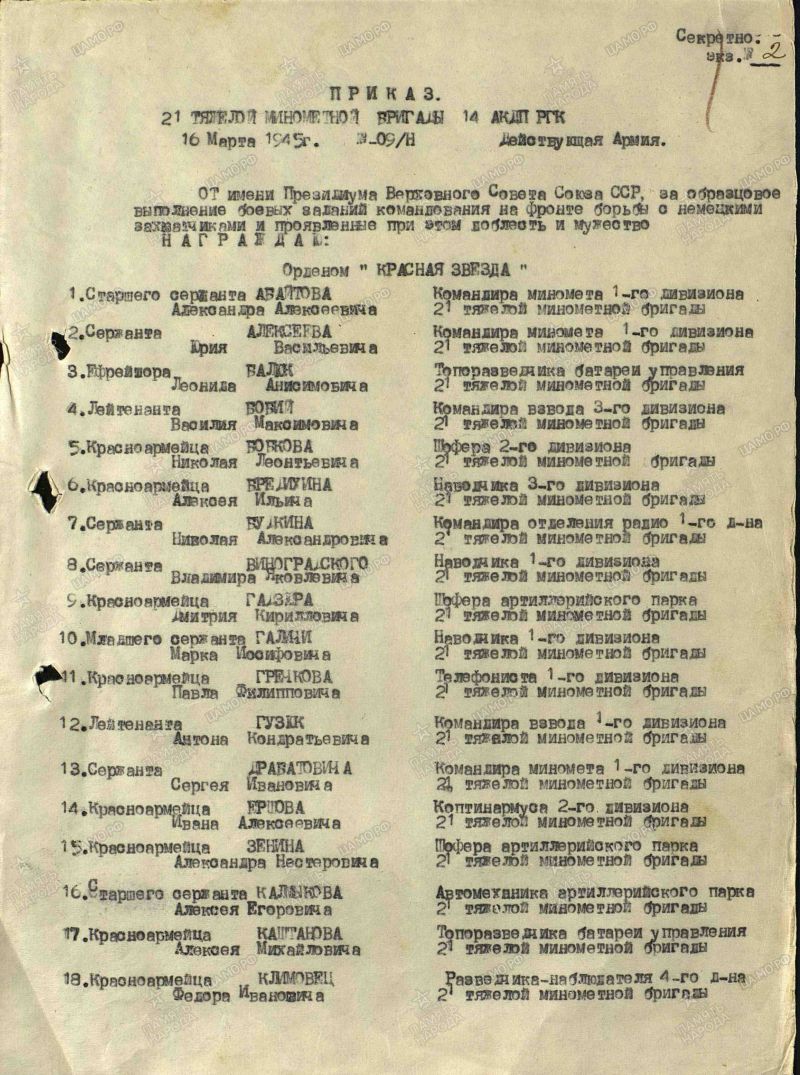 Секретно.
экз.№ 2
П Р И К А З.
21 ТЯЖЕЛОЙ МИНОМЕТНОЙ БРИГАДЫ 14 АКДП РГК
16 Марта 1945г. №-09/Н Действующая Армия.
ОТ имени Президиума Верховного Совета Союза ССР, за образцовое
выполнение боевых заданий командования на фронте борьбы с немецкими
захватчиками и проявленные при этом доблесть и мужество
Н А Г Р А Ж Д А Ю:
Орденом " КРАСНАЯ ЗВЕЗДА "
1.Старшего сержанта АБАИТОВА Командира миномета 1-го дивизиона
Александра Алексеевича 21 тяжелой минометной бригады
2.Сержанта АЛЕКСЕЕВА Командира миномета 1-го дивизиона
Юрия Васильевича 21 тяжелой минометной бригады
3.Ефрейтора Топоразведчика батареи управления
Леонида Анисимовича 21 тяжелой минометной бригады
4.Лейтенанта БОБИЙ Командира взвода 3-го дивизиона
Василия Максимовича 21 тяжелой минометной бригады
5.Красноармейца БОБКОВА Шофера 2-го дивизиона
Николая Леонтьевича 21 тяжелой минометной бригады
6.Красноармейца Наводчика 3-го дивизиона
Алексея Ильича 21 тяжелой минометной бригады
7.Сержанта БУДКИНА Командира отделения радио 1-го д-на
Николая Александровича 21 тяжелой минометной бригады
8.Сержанта ВИНОГРАДСКОГО Наводчика 1-го дивизиона
Владимира Яковлевича 21 тяжелой минометной бригады
9.Красноармейца Шофера артиллерийского парка
Дмитрия Кирилловича 21 тяжелой минометной бригады
10.Младшего сержанта Наводчика 1-го дивизиона
Марка Иосифовича 21 тяжелой минометной бригады
11.Красноармейца ГРЕЧКОВА Телефониста 1-го дивизиона
Павла Филипповича 21 тяжелой минометной бригады
12.Лейтенанта Командира взвода 1-го дивизиона
Антона Кондратьевича 21 тяжелой минометной бригады
13.Сержанта ДРАБАТОВИЧА Командира миномета 1-го дивизиона
Сергея Ивановича 21 тяжелой минометной бригады
14.Красноармейца ЕРШОВА Коптинармуса 2-го дивизиона
Ивана Алексеевича 21 тяжелой минометной бригады
15.Красноармейца ЗЕНИНА Шофера артиллерийского парка
Александра Нестеровича 21 тяжелой минометной бригады
16.Старшего сержанта Автомеханика артиллерийского парка
Алексея Егоровича 21 тяжелой минометной бригады
17.Красноармейца КАШТАНОВА Топоразведчика батареи управления
Алексея Михайловича 21 тяжелой минометной бригады
18.Красноармейца КЛИМОВЕЦ Разведчика-наблюдателя 4-го д-на
Федора Ивановича 21 тяжелой минометной бригады